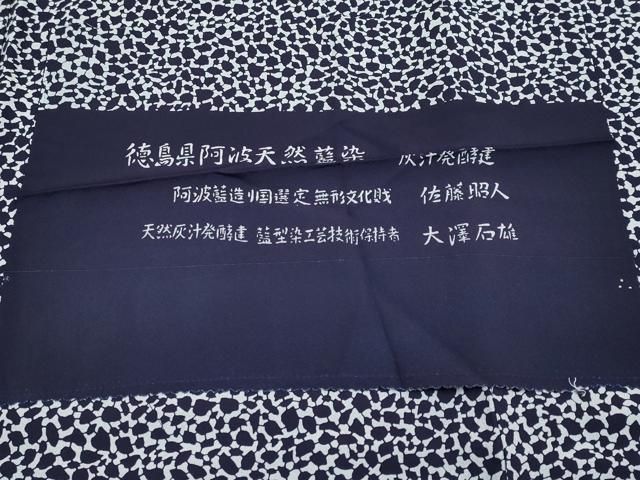 徳島県阿波天然藍染 灰汁発酵建
阿波藍造り国選定無形文化財 佐藤昭人
天然灰汁発酵建 藍型染工芸技術保持者 大澤石雄